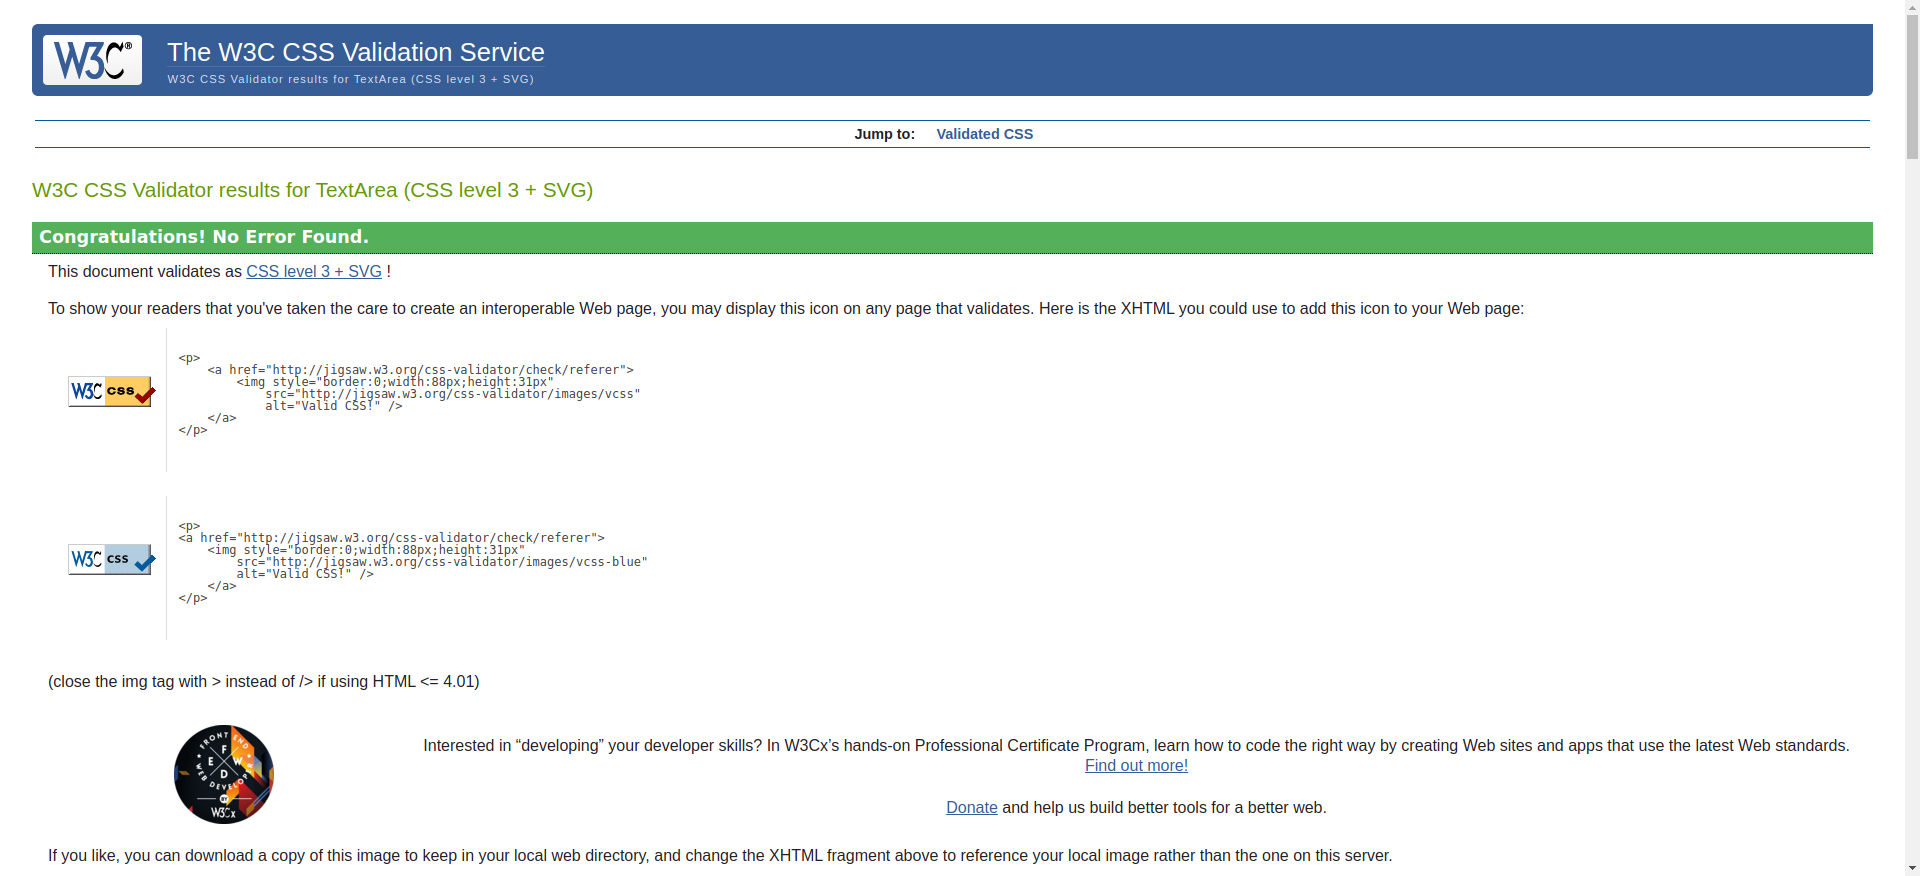 W3C®
The W3C CSS Validation Service
W3C CSS Validator results for TextArea (CSS level 3 + SVG)
Jump to: Validated CSS
W3C CSS Validator results for TextArea (CSS level 3 + SVG)
Congratulations! No Error Found.
This document validates as CSS level 3 + SVG !
To show your readers that you've taken the care to create an interoperable Web page, you may display this icon on any page that validates. Here is the XHTML you could use to add this icon to your Web page:
W3C css
<p>
<a href="http://jigsaw.w3.org/css-validator/check/referer">
<img style="border:0;width:88px;height:31px"
src="http://jigsaw.w3.org/css-validator/images/vcss"
alt="Valid CSS!" />
</a>
</p>
W3C css
<p>
<a href="http://jigsaw.w3.org/css-validator/check/referer">
<img style="border:0;width:88px;height:31px"
src="http://jigsaw.w3.org/css-validator/images/vcss-blue"
alt="Valid CSS!" />
</a>
</p>
(close the img tag with > instead of /> if using HTML <= 4.01)
FRONT END
F
E W
D
WEB DEVELOPER
W3Cx
Interested in “developing” your developer skills? In W3Cx’s hands-on Professional Certificate Program, learn how to code the right way by creating Web sites and apps that use the latest Web standards.
Find out more!
Donate and help us build better tools for a better web.
If you like, you can download a copy of this image to keep in your local web directory, and change the XHTML fragment above to reference your local image rather than the one on this server.